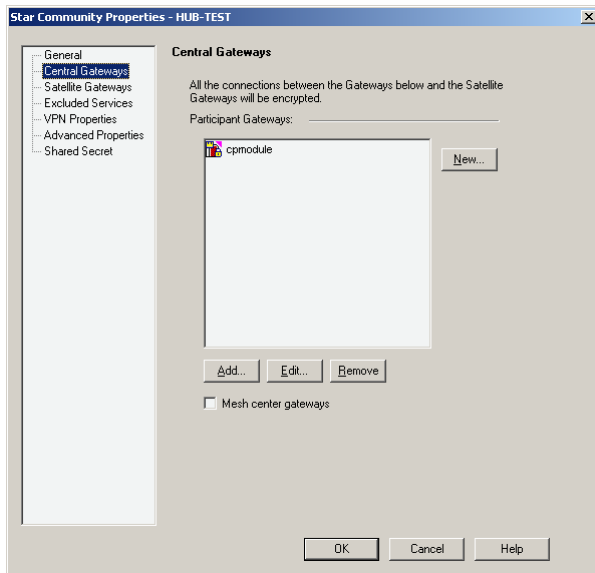 Star Community Properties - HUB-TEST
General
Central Gateways
Satellite Gateways
Excluded Services
VPN Properties
Advanced Properties
Shared Secret
Central Gateways
All the connections between the Gateways below and the Satellite
Gateways will be encrypted.
Participant Gateways:
cpmodule
New...
Add...
Edit...
Remove
Mesh center gateways
OK
Cancel
Help